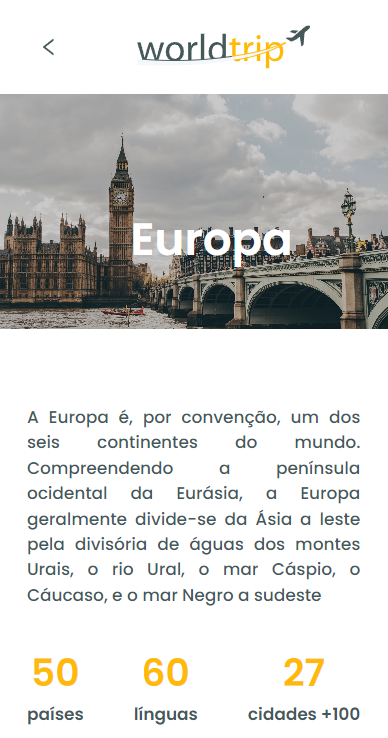 worldtrip
Europa
A Europa é, por convenção, um dos
seis continentes do mundo.
Compreendendo a península
ocidental da Eurásia, a Europa
geralmente divide-se da Ásia a leste
pela divisória de águas dos montes
Urais, o rio Ural, o mar Cáspio, o
Cáucaso, e o mar Negro a sudeste
50 60 27
países línguas cidades +100